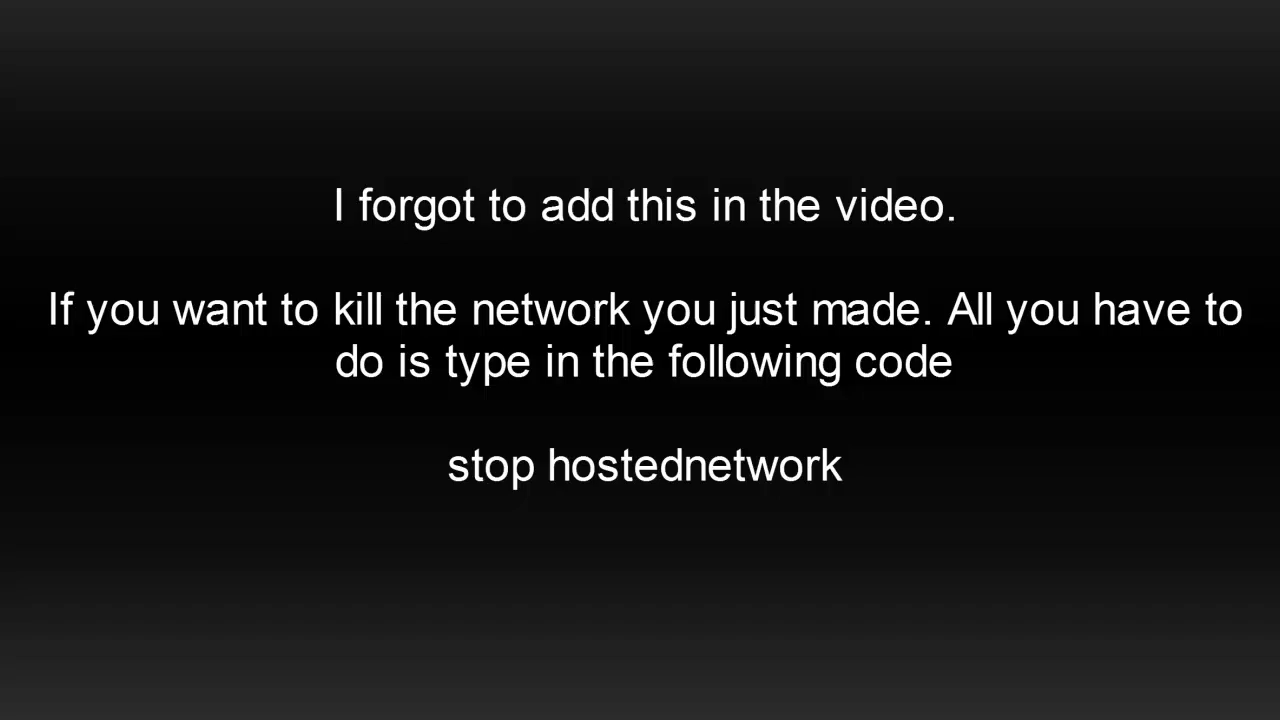 I forgot to add this in the video.
If you want to kill the network you just made. All you have to
do is type in the following code
stop hostednetwork